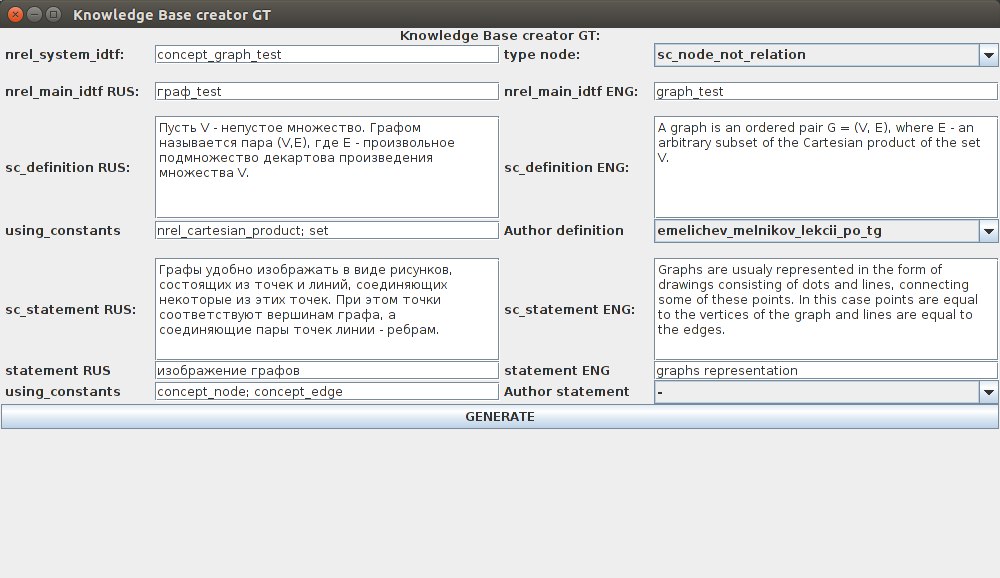 Knowledge Base creator GT
Knowledge Base creator GT:
nrel_system_idtf: concept_graph_test type node: sc_node_not_relation
nrel_main_idtf RUS: граф_test nrel_main_idtf ENG: graph_test
sc_definition RUS:
Пусть V - непустое множество. Графом
называется пара (V,E), где E - произвольное
подмножество декартова произведения
множества V.
sc_definition ENG:
A graph is an ordered pair G = (V, E), where E - an
arbitrary subset of the Cartesian product of the set
V.
using_constants nrel_cartesian_product; set Author definition emelichev_melnikov_lekcii_po_tg
sc_statement RUS:
Графы удобно изображать в виде рисунков,
состоящих из точек и линий, соединяющих
некоторые из этих точек. При этом точки
соответствуют вершинам графа, а
соединяющие пары точек линии - ребрам.
sc_statement ENG:
Graphs are usualy represented in the form of
drawings consisting of dots and lines, connecting
some of these points. In this case points are equal
to the vertices of the graph and lines are equal to
the edges.
statement RUS изображение графов statement ENG graphs representation
using_constants concept_node; concept_edge Author statement -
GENERATE